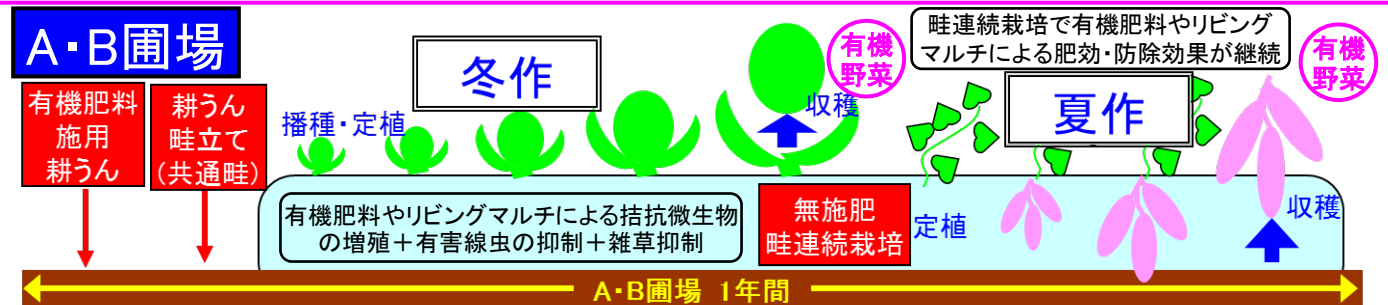 A・B圃場
有機肥料
施用
耕うん
耕うん
畦立て
(共通畦)
冬作
播種・定植
収穫
有機
野菜
有機肥料やリビングマルチによる拮抗微生物
の増殖＋有害線虫の抑制＋雑草抑制
無施肥
畦連続栽培
畦連続栽培で有機肥料やリビング
マルチによる肥効・防除効果が継続
夏作
定植
収穫
有機
野菜
A・B圃場 1年間